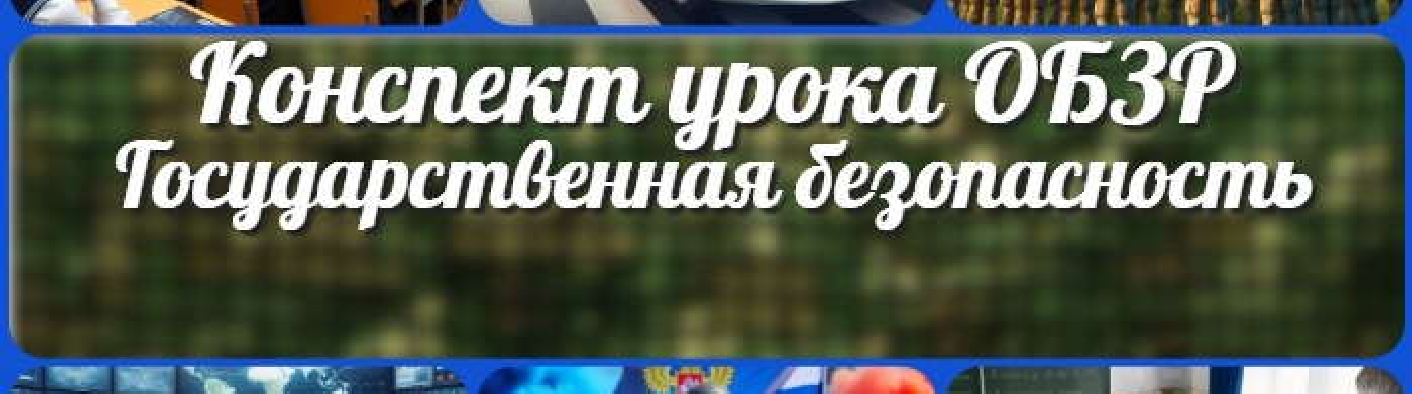 Конспект урока ОБЗР
Государственная безопасность